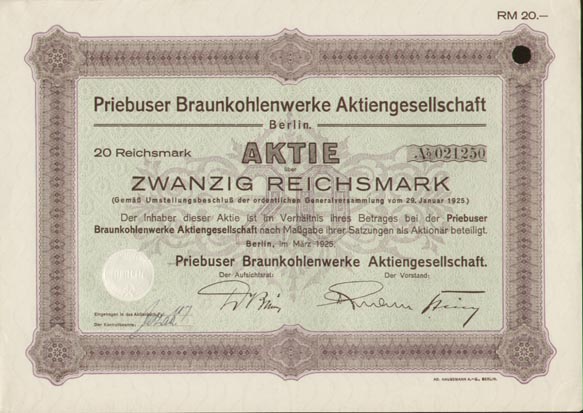 RM 20.—
Priebuser Braunkohlenwerke Aktiengesellschaft
Berlin.
20 Reichsmark
AKTIE
№ 021250
über
ZWANZIG REICHSMARK
(Gemäß Umstellungsbeschluß der ordentlichen Generalversammlung vom 29. Januar 1925.)
Der Inhaber dieser Aktie ist im Verhältnis ihres Betrages bei der Priebuser
Braunkohlenwerke Aktiengesellschaft nach Maßgabe ihrer Satzungen als Aktionär beteiligt.
Berlin, im März 1925.
Priebuser Braunkohlenwerke Aktiengesellschaft.
Der Aufsichtsrat:
Der Vorstand:
Eingetragen in das Aktienbuch
Der Kontrollbeamte: